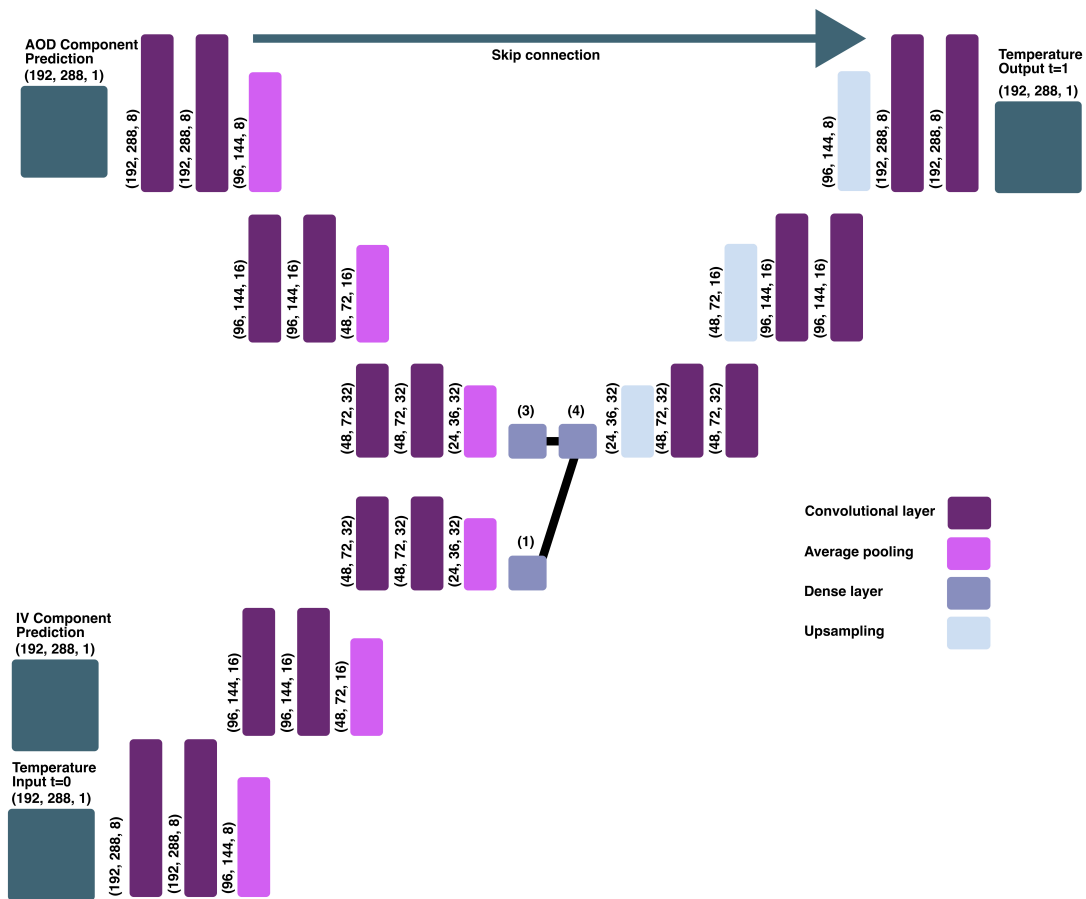 AOD Component
Prediction
(192, 288, 1)
(192, 288, 8)
(192, 288, 8)
(96, 144, 8)
Skip connection
(96, 144, 8)
(192, 288, 8)
(192, 288, 8)
Temperature
Output t=1
(192, 288, 1)
(96, 144, 16)
(96, 144, 16)
(48, 72, 16)
(48, 72, 16)
(96, 144, 16)
(96, 144, 16)
(48, 72, 32)
(48, 72, 32)
(24, 36, 32)
(3)
(4)
(24, 36, 32)
(48, 72, 32)
(48, 72, 32)
(48, 72, 32)
(48, 72, 32)
(24, 36, 32)
(1)
Convolutional layer
Average pooling
Dense layer
Upsampling
IV Component
Prediction
(192, 288, 1)
(96, 144, 16)
(96, 144, 16)
(48, 72, 16)
Temperature
Input t=0
(192, 288, 1)
(192, 288, 8)
(192, 288, 8)
(96, 144, 8)